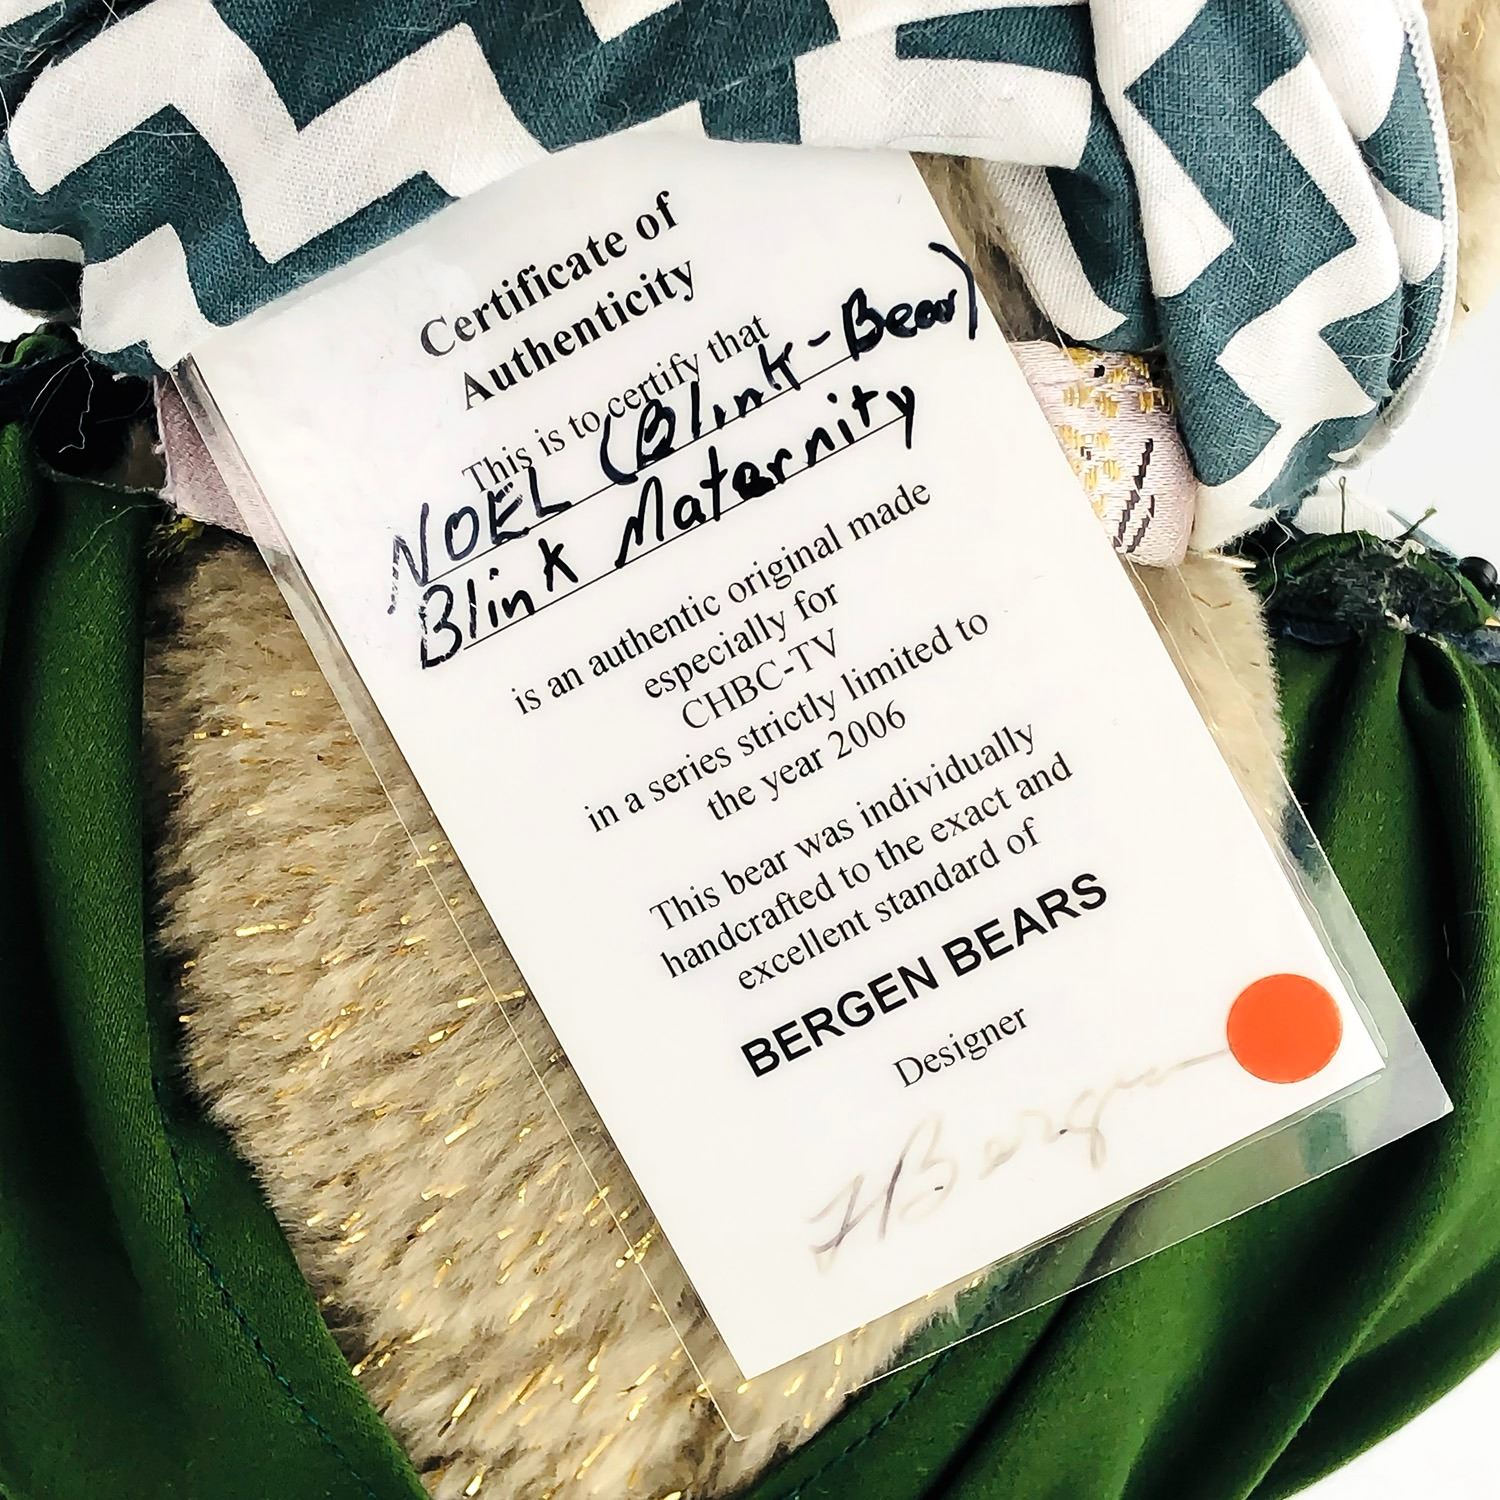 Certificate of
Authenticity
This is to certify that
NOEL (Blink-Bear)
Blink Maternity
is an authentic original made
especially for
CHBC-TV
in a series strictly limited to
the year 2006
This bear was individually
handcrafted to the exact and
excellent standard of
BERGEN BEARS
Designer
HBergen